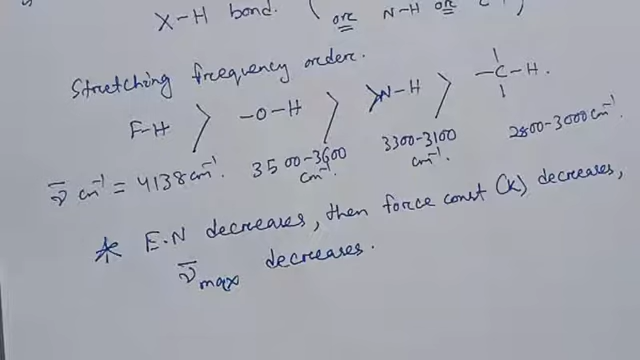 X-H bond. ( or N-H or
Stretching frequency order.
F-H > -O-H > >N-H > -C-H.
ν̄ cm⁻¹ = 4138 cm⁻¹. 3500-3600 cm⁻¹. 3300-3100 cm⁻¹. 2800-3000 cm⁻¹.
* E.N decreases, then force const (K) decreases,
ν̄max decreases.